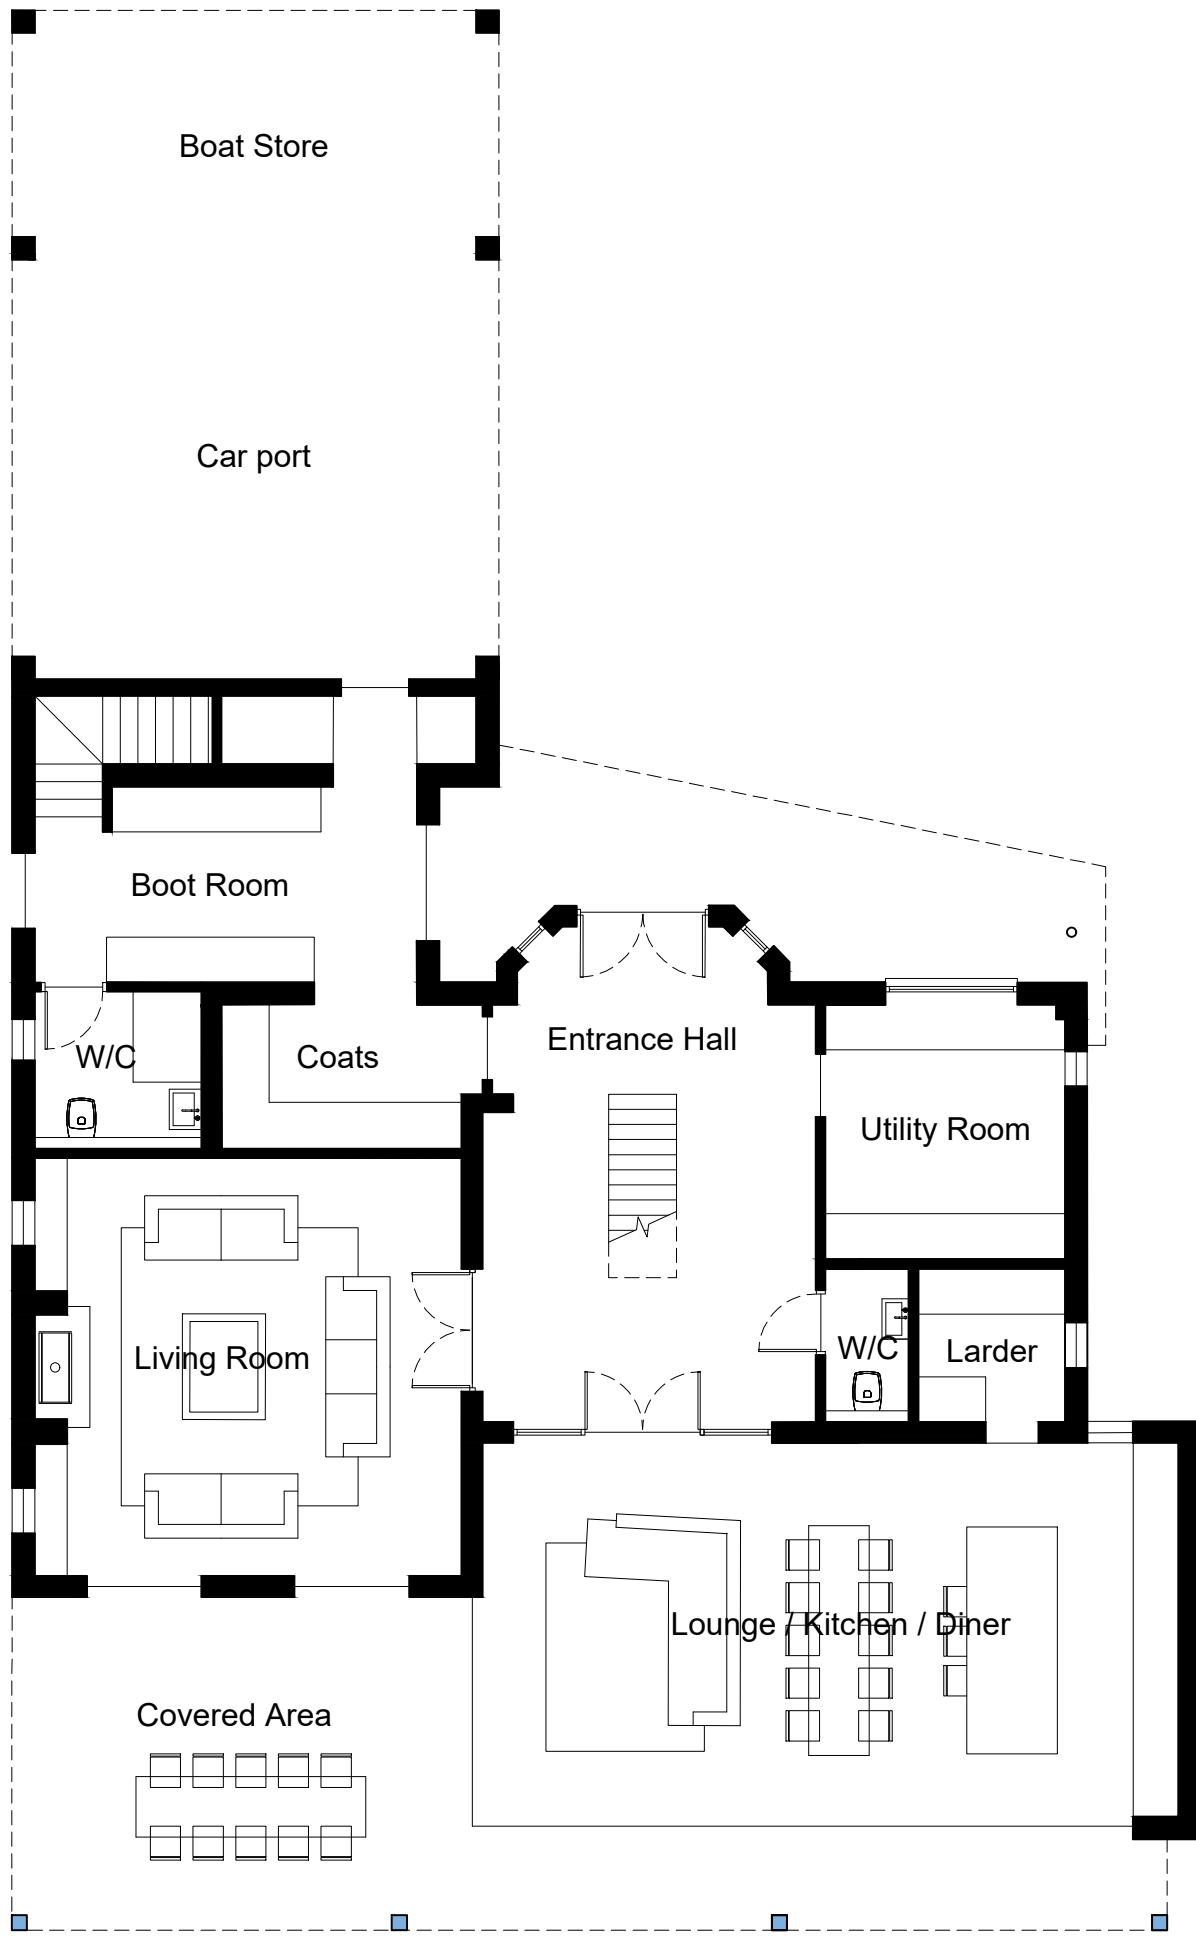 Boat Store
Car port
Boot Room
Entrance Hall
W/C
Coats
Utility Room
Living Room
W/C
Larder
Lounge / Kitchen / Diner
Covered Area